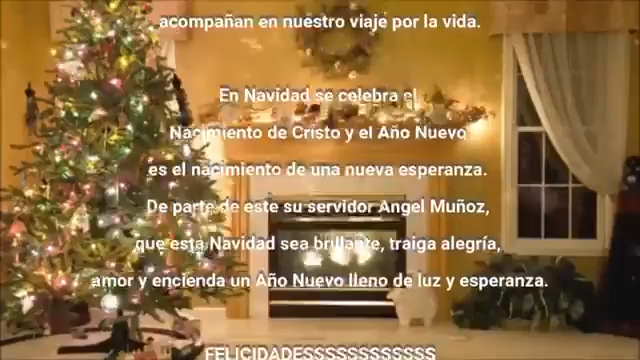 acompañan en nuestro viaje por la vida.
En Navidad se celebra el
Nacimiento de Cristo y el Año Nuevo
es el nacimiento de una nueva esperanza.
De parte de este su servidor Angel Muñoz,
que esta Navidad sea brillante, traiga alegría,
amor y encienda un Año Nuevo lleno de luz y esperanza.
FELICIDADESSSSSSSSSSSS